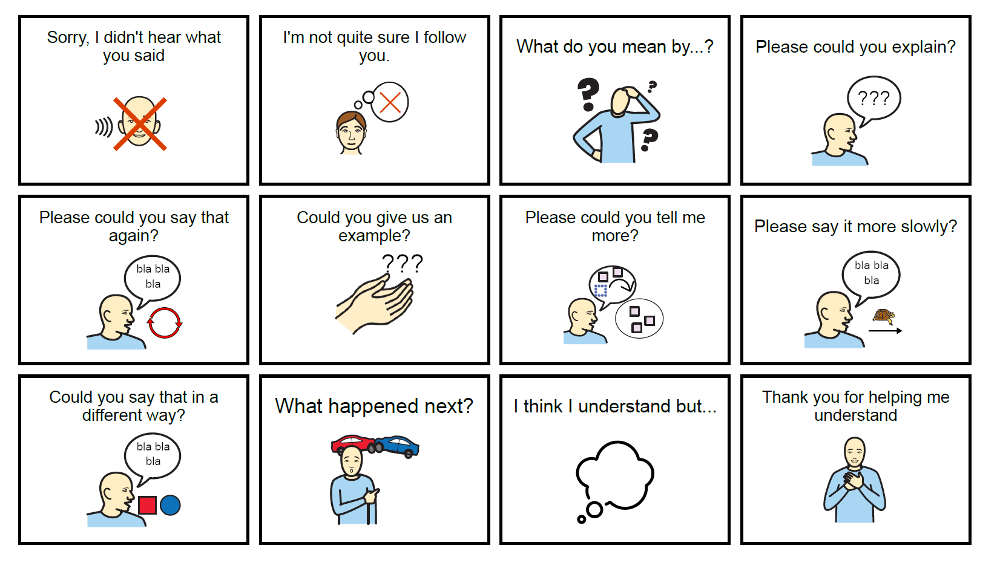 Sorry, I didn't hear what
you said
I'm not quite sure I follow
you.
What do you mean by...?
Please could you explain?
???
Please could you say that
again?
bla bla
bla
Could you give us an
example?
???
Please could you tell me
more?
Please say it more slowly?
bla bla
bla
Could you say that in a
different way?
bla bla
bla
What happened next?
I think I understand but...
Thank you for helping me
understand
? ? ?